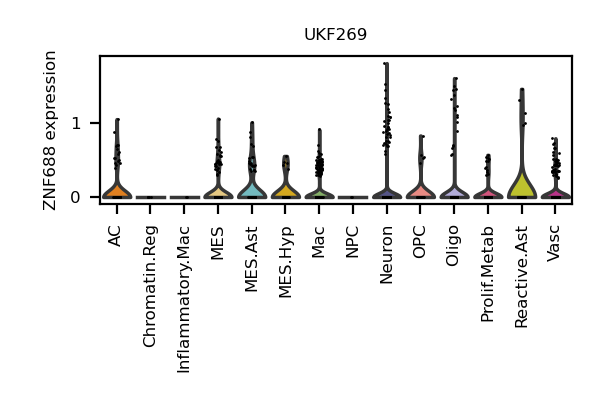 UKF269
ZNF688 expression
1
0
AC
Chromatin.Reg
Inflammatory.Mac
MES
MES.Ast
MES.Hyp
Mac
NPC
Neuron
OPC
Oligo
Prolif.Metab
Reactive.Ast
Vasc